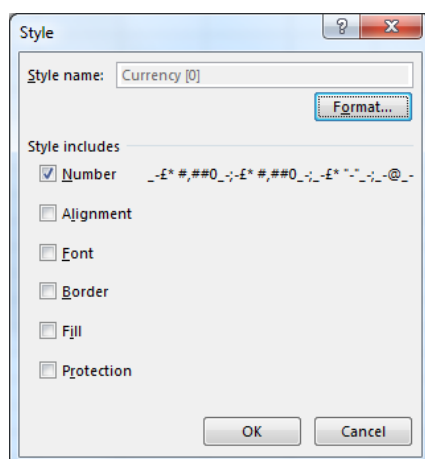 Style
?
Style name: Currency [0]
Format...
Style includes
Number _-£* #,##0_-;-£* #,##0_-;_-£* "-"_-;_-@_-
Alignment
Font
Border
Fill
Protection
OK Cancel